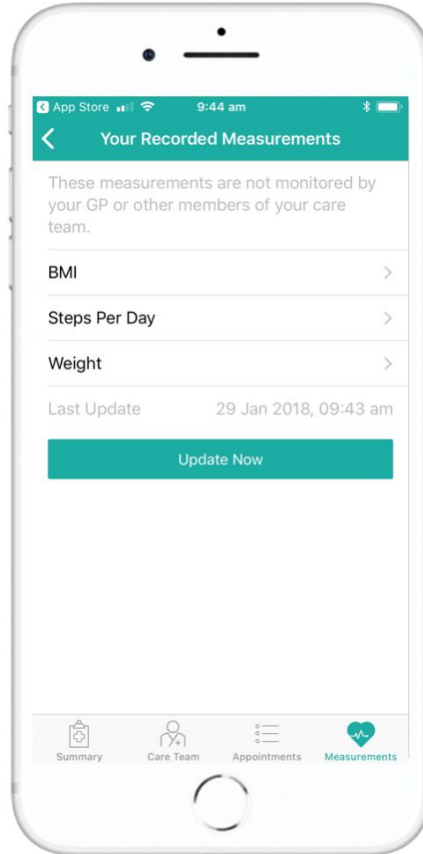 App Store 9:44 am
Your Recorded Measurements
These measurements are not monitored by
your GP or other members of your care
team.
BMI
Steps Per Day
Weight
Last Update 29 Jan 2018, 09:43 am
Update Now
Summary Care Team Appointments Measurements